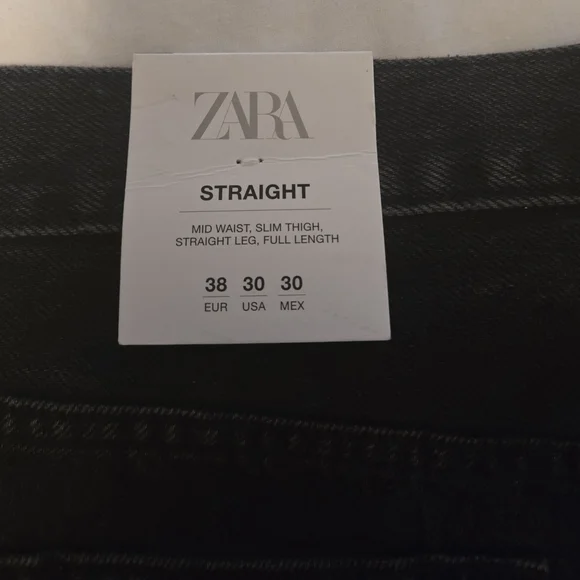 ZARA
STRAIGHT
MID WAIST, SLIM THIGH,
STRAIGHT LEG, FULL LENGTH
38 30 30
EUR USA MEX